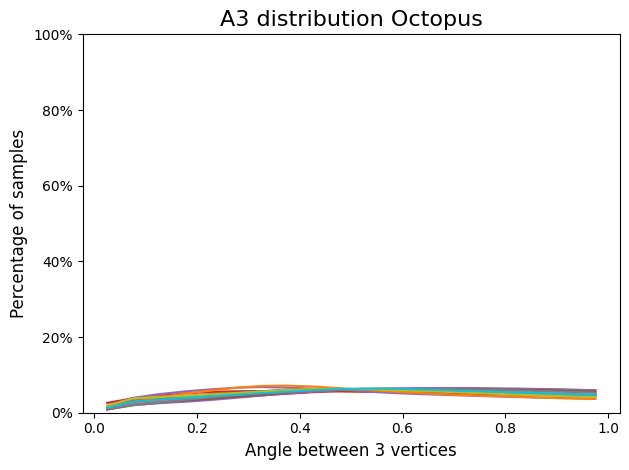 A3 distribution Octopus
100%
80%
60%
40%
20%
0%
Percentage of samples
0.0 0.2 0.4 0.6 0.8 1.0
Angle between 3 vertices